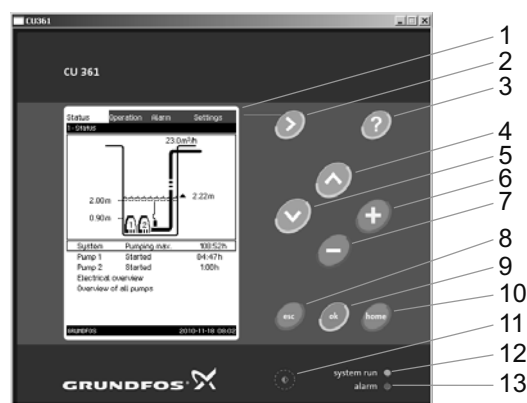 CU361
CU 361
Status Operation Alarm Settings
1 - Status
23.0m³/h
2.00m
2.22m
0.90m
1 2
System Pumping max. 108:52h
Pump 1 Started 84:47h
Pump 2 Started 1:00h
Electrical overview
Overview of all pumps
GRUNDFOS 2010-11-18 08:02
?
esc ok home
GRUNDFOS
system run
alarm
1
2
3
4
5
6
7
8
9
10
11
12
13